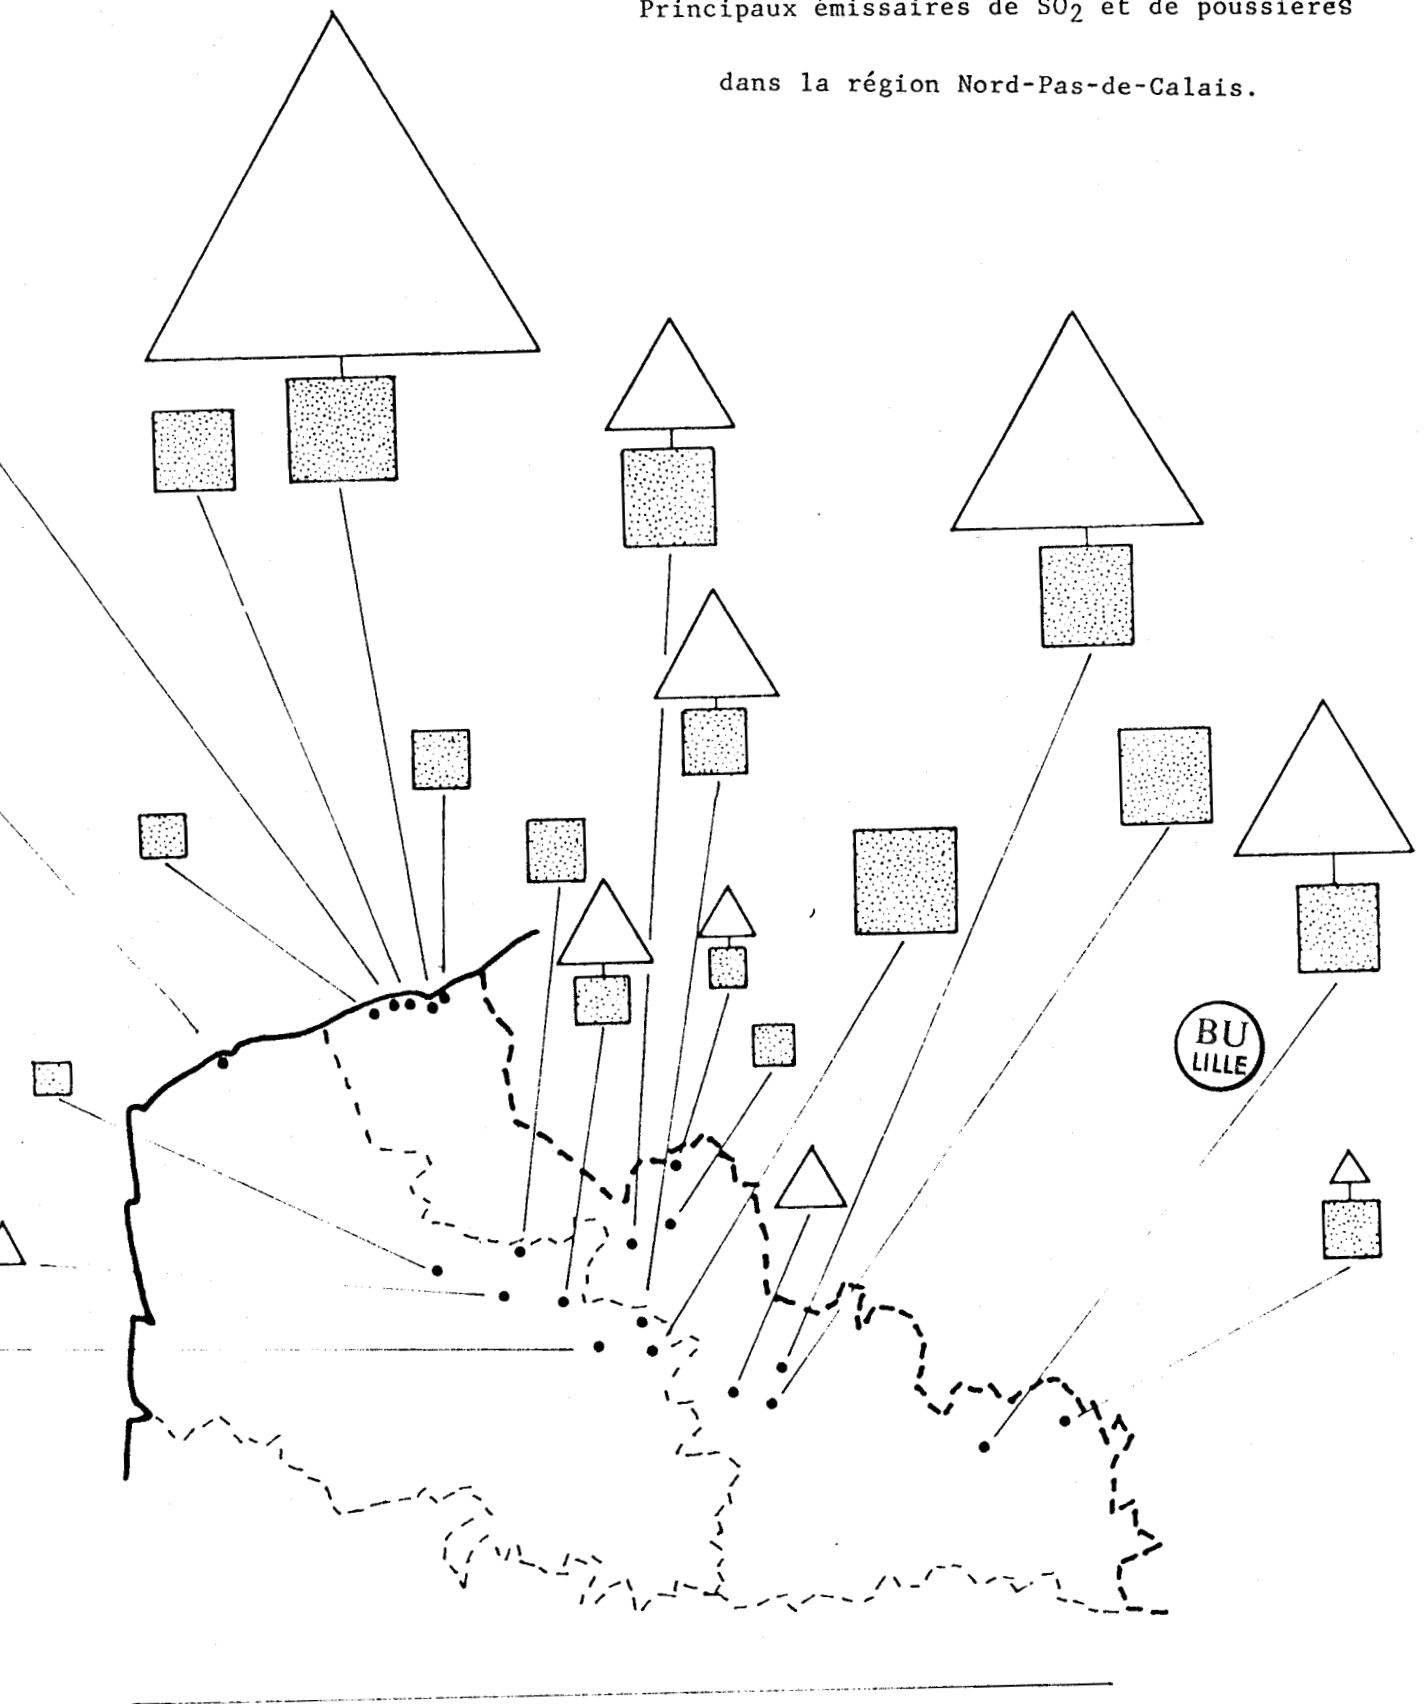 Principaux émissaires de SO2 et de poussières
dans la région Nord-Pas-de-Calais.
BU
LILLE